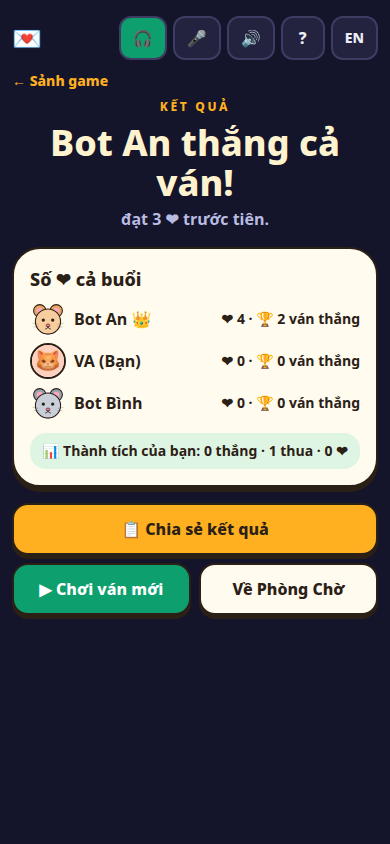 💌 🎧 🎤 🔊 ? EN
← Sảnh game
KẾT QUẢ
Bot An thắng cả
ván!
đạt 3 ❤ trước tiên.
Số ❤ cả buổi
Bot An 👑 ❤ 4 · 🏆 2 ván thắng
VA (Bạn) ❤ 0 · 🏆 0 ván thắng
Bot Bình ❤ 0 · 🏆 0 ván thắng
📊 Thành tích của bạn: 0 thắng · 1 thua · 0 ❤
📋 Chia sẻ kết quả
▶ Chơi ván mới
Về Phòng Chờ